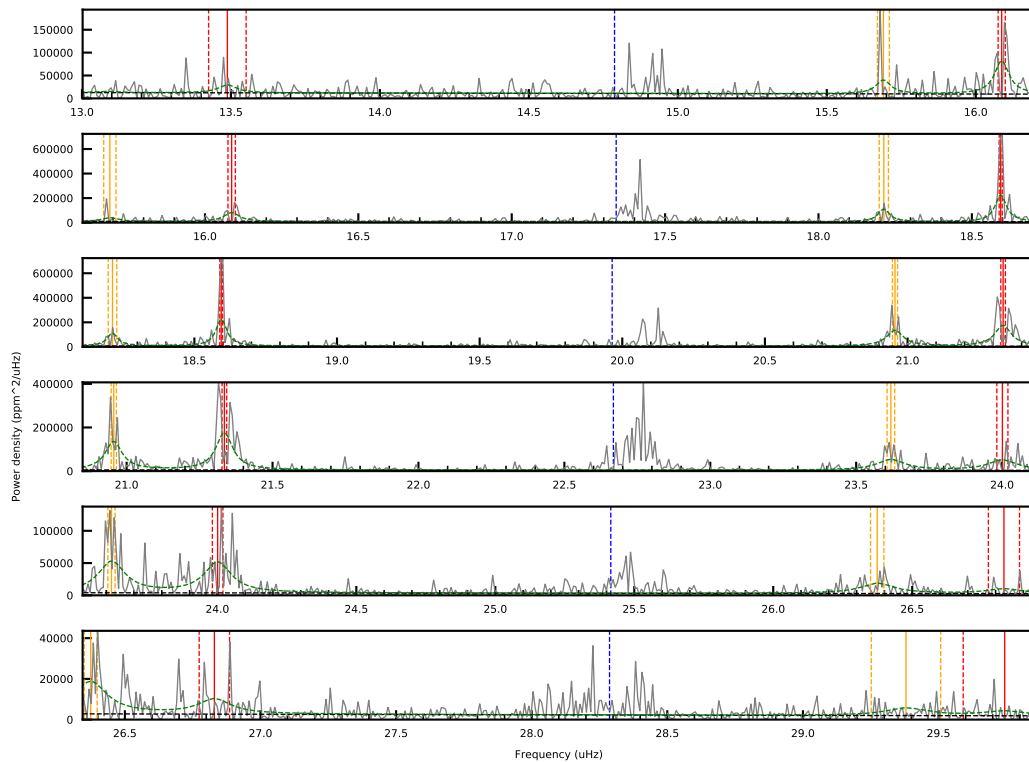 150000
100000
50000
0
13.0 13.5 14.0 14.5 15.0 15.5 16.0
600000
400000
200000
0
16.0 16.5 17.0 17.5 18.0 18.5
600000
400000
200000
0
18.5 19.0 19.5 20.0 20.5 21.0
Power density (ppm^2/uHz)
400000
200000
0
21.0 21.5 22.0 22.5 23.0 23.5 24.0
100000
50000
0
24.0 24.5 25.0 25.5 26.0 26.5
40000
20000
0
26.5 27.0 27.5 28.0 28.5 29.0 29.5
Frequency (uHz)